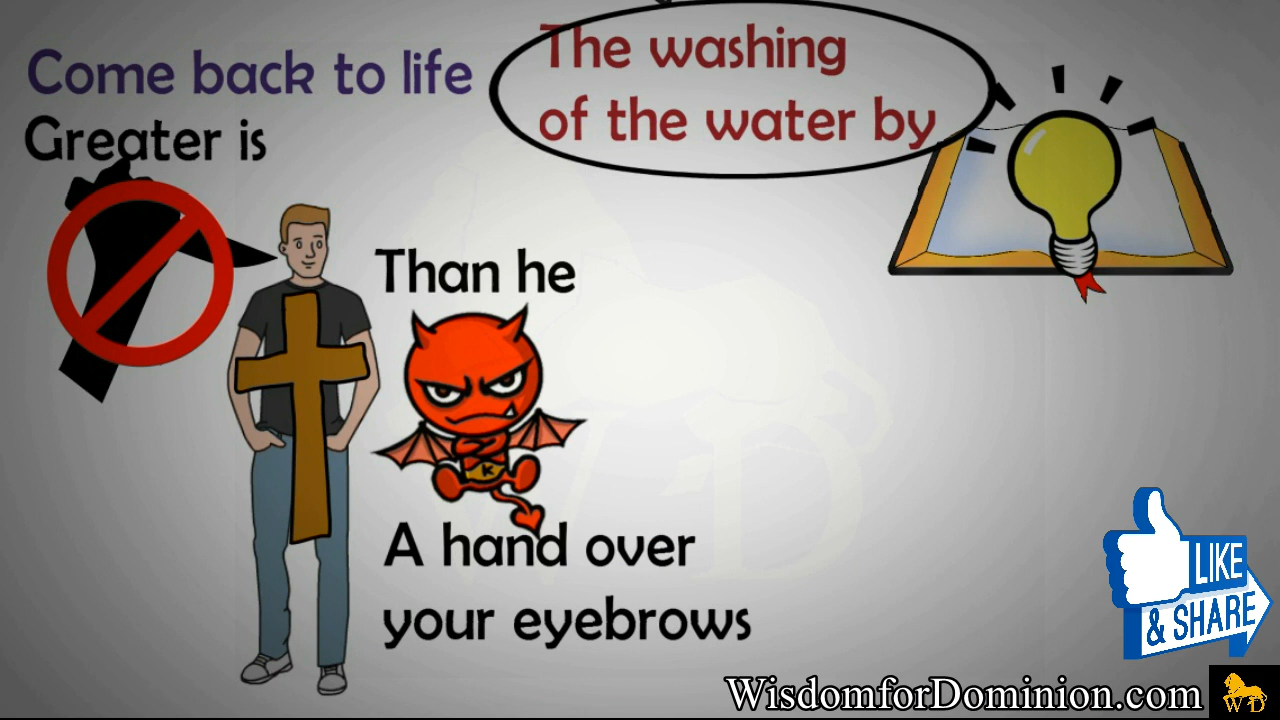 Come back to life
Greater is
The washing
of the water by
Than he
K
A hand over
your eyebrows
LIKE
& SHARE
WisdomforDominion.com
WD